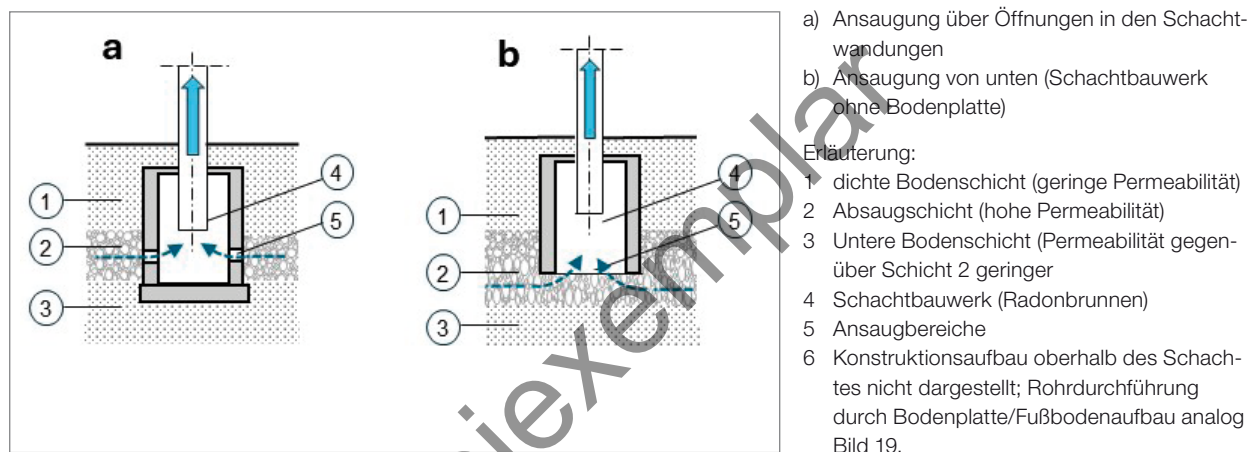 a
b
1
2
3
4
5
1
2
3
4
5
a) Ansaugung über Öffnungen in den Schacht-
wandungen
b) Ansaugung von unten (Schachtbauwerk
ohne Bodenplatte)
Erläuterung:
1 dichte Bodenschicht (geringe Permeabilität)
2 Absaugschicht (hohe Permeabilität)
3 Untere Bodenschicht (Permeabilität gegen-
über Schicht 2 geringer
4 Schachtbauwerk (Radonbrunnen)
5 Ansaugbereiche
6 Konstruktionsaufbau oberhalb des Schach-
tes nicht dargestellt; Rohrdurchführung
durch Bodenplatte/Fußbodenaufbau analog
Bild 19.